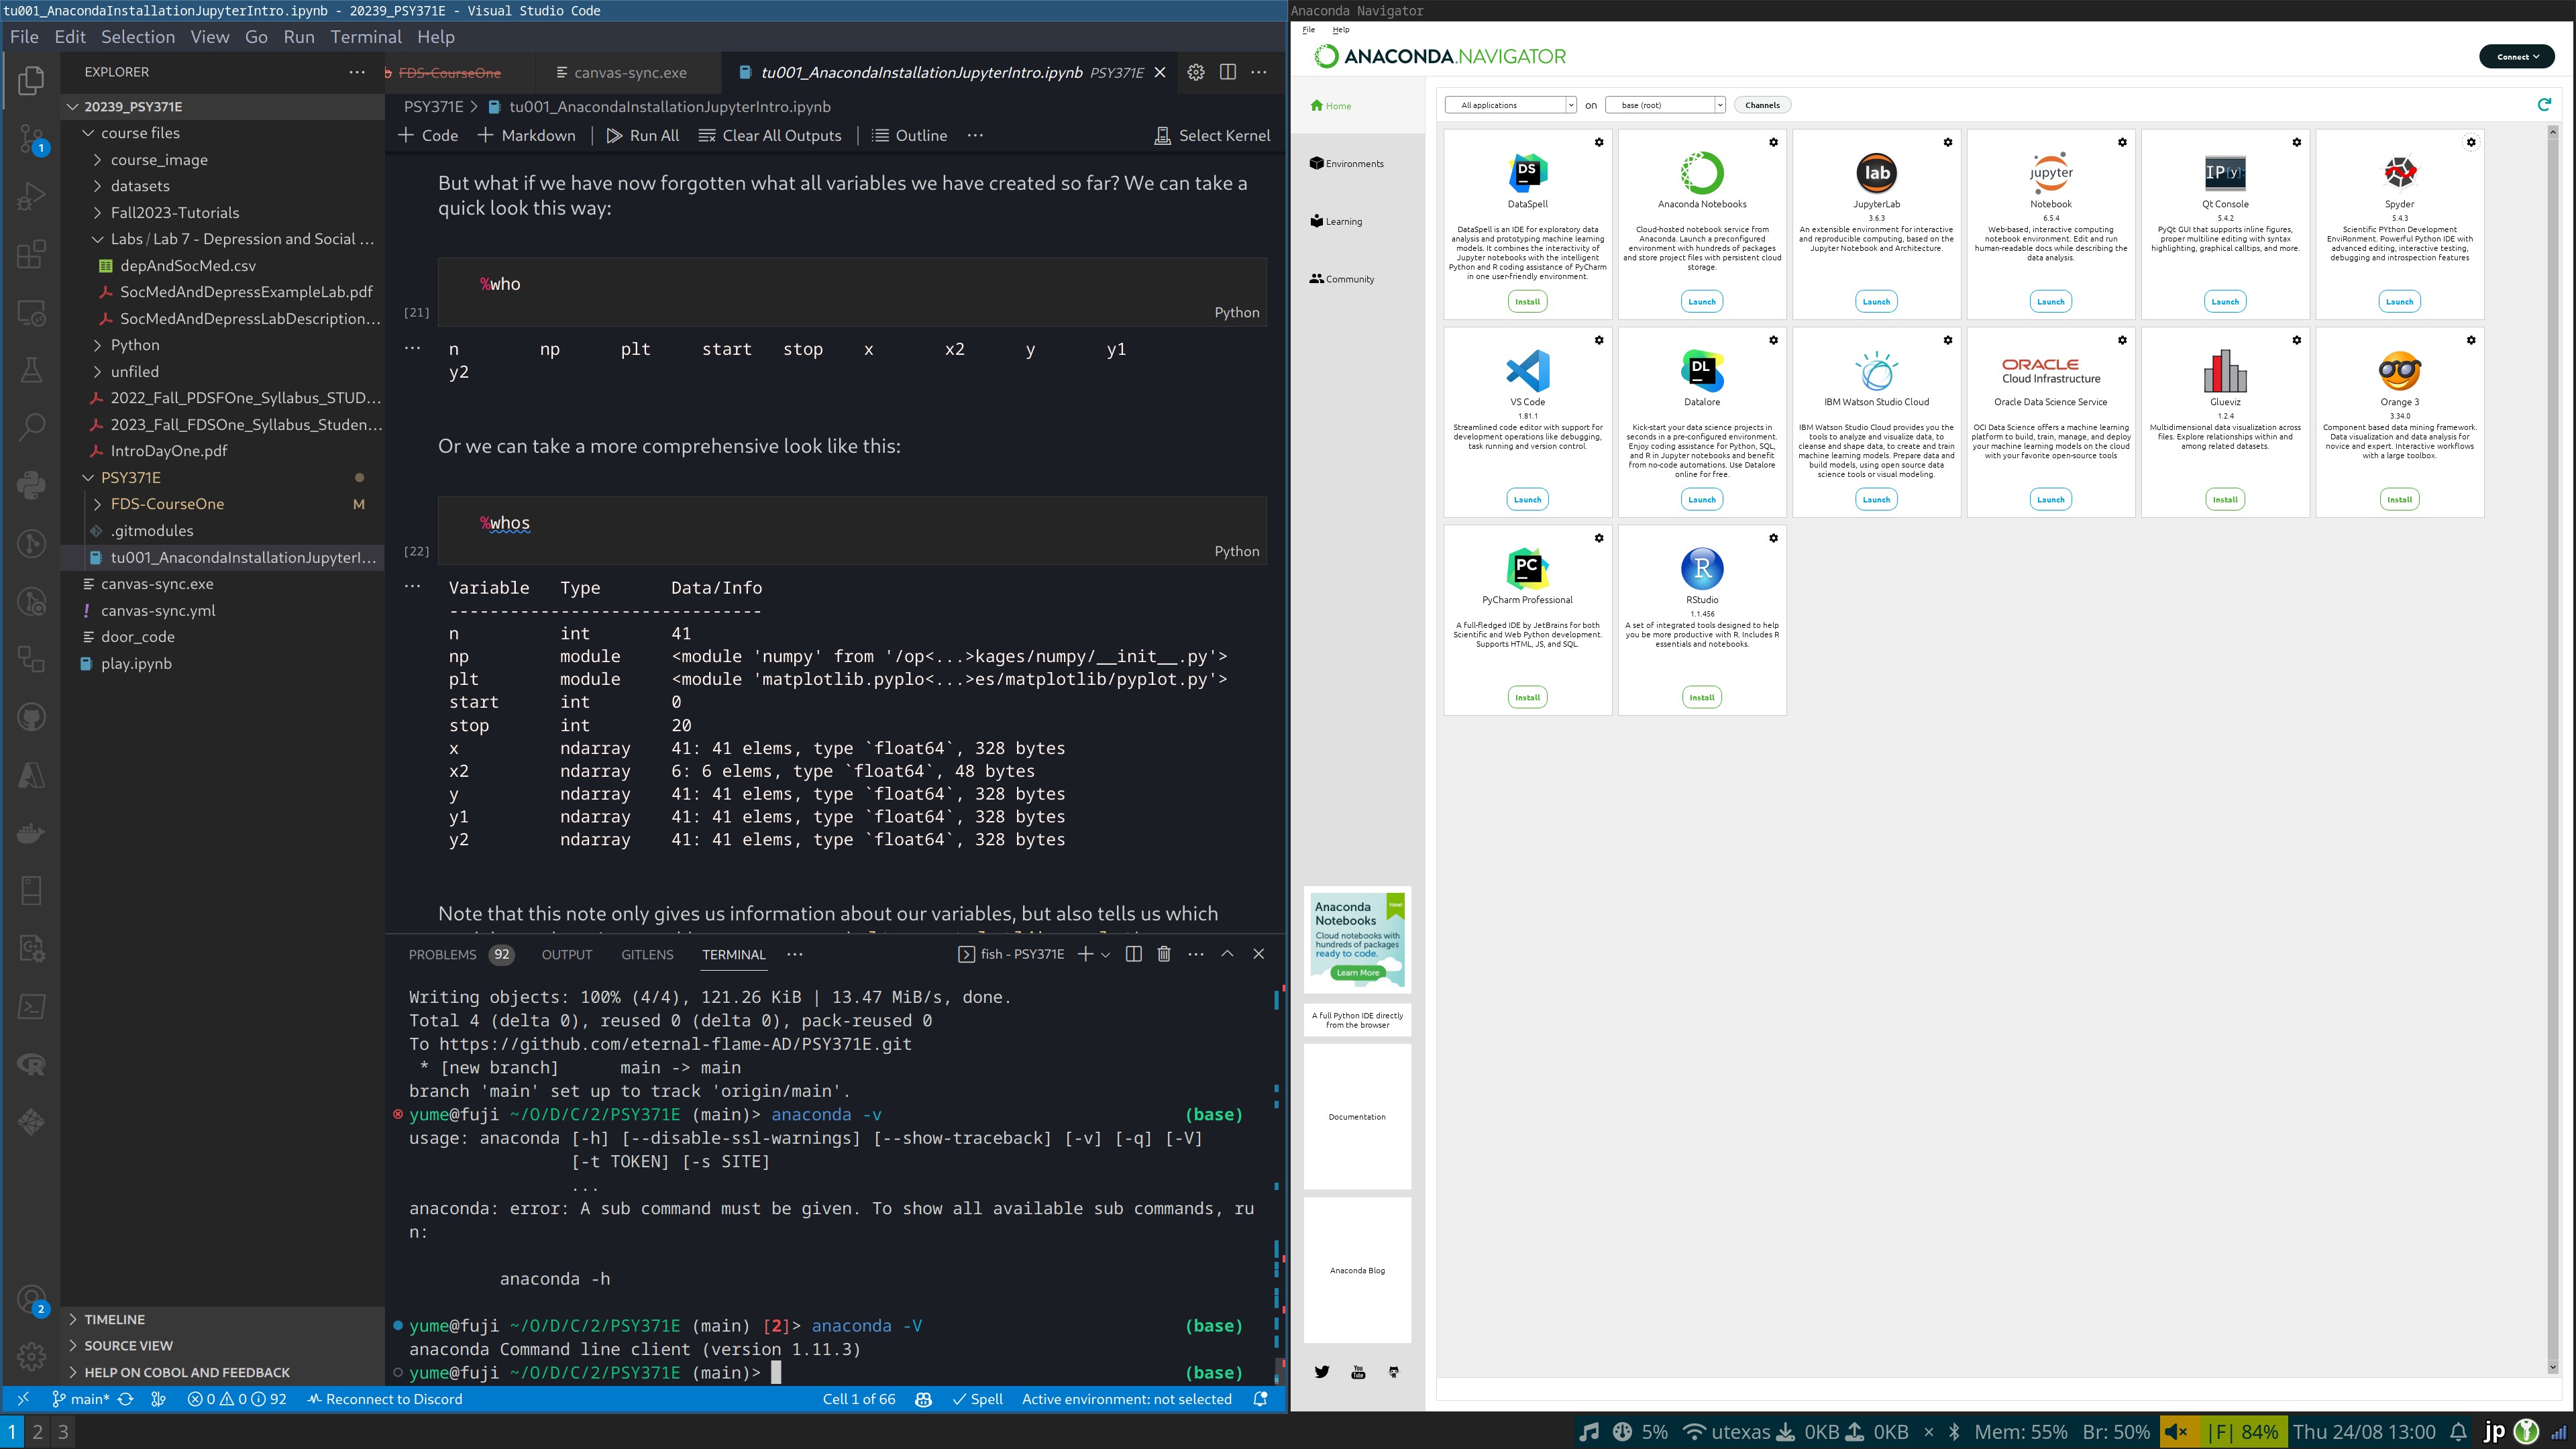 tu001_AnacondaInstallationJupyterIntro.ipynb - 20239_PSY371E - Visual Studio Code
File Edit Selection View Go Run Terminal Help
EXPLORER
20239_PSY371E
course files
course_image
datasets
Fall2023-Tutorials
Labs / Lab 7 - Depression and Social ...
depAndSocMed.csv
SocMedAndDepressExampleLab.pdf
SocMedAndDepressLabDescription...
Python
unfiled
2022_Fall_PDSFOne_Syllabus_STUD...
2023_Fall_FDSOne_Syllabus_Studen...
IntroDayOne.pdf
PSY371E
FDS-CourseOne M
.gitmodules
tu001_AnacondaInstallationJupyterI...
canvas-sync.exe
canvas-sync.yml
door_code
play.ipynb
TIMELINE
SOURCE VIEW
HELP ON COBOL AND FEEDBACK
1
2
FDS-CourseOne
canvas-sync.exe
tu001_AnacondaInstallationJupyterIntro.ipynb PSY371E
PSY371E > tu001_AnacondaInstallationJupyterIntro.ipynb
+ Code + Markdown Run All Clear All Outputs Outline ... Select Kernel
But what if we have now forgotten what all variables we have created so far? We can take a
quick look this way:
%who
[21] Python
n np plt start stop x x2 y y1
y2
Or we can take a more comprehensive look like this:
%whos
[22] Python
Variable Type Data/Info
-------------------------------
n int 41
np module <module 'numpy' from '/op<...>kages/numpy/__init__.py'>
plt module <module 'matplotlib.pyplo<...>es/matplotlib/pyplot.py'>
start int 0
stop int 20
x ndarray 41: 41 elems, type `float64`, 328 bytes
x2 ndarray 6: 6 elems, type `float64`, 48 bytes
y ndarray 41: 41 elems, type `float64`, 328 bytes
y1 ndarray 41: 41 elems, type `float64`, 328 bytes
y2 ndarray 41: 41 elems, type `float64`, 328 bytes
Note that this note only gives us information about our variables, but also tells us which
PROBLEMS 92 OUTPUT GITLENS TERMINAL ... fish - PSY371E
Writing objects: 100% (4/4), 121.26 KiB | 13.47 MiB/s, done.
Total 4 (delta 0), reused 0 (delta 0), pack-reused 0
To https://github.com/eternal-flame-AD/PSY371E.git
* [new branch] main -> main
branch 'main' set up to track 'origin/main'.
yume@fuji ~/O/D/C/2/PSY371E (main)> anaconda -v (base)
usage: anaconda [-h] [--disable-ssl-warnings] [--show-traceback] [-v] [-q] [-V]
[-t TOKEN] [-s SITE]
...
anaconda: error: A sub command must be given. To show all available sub commands, ru
n:
anaconda -h
yume@fuji ~/O/D/C/2/PSY371E (main) [2]> anaconda -V (base)
anaconda Command line client (version 1.11.3)
yume@fuji ~/O/D/C/2/PSY371E (main)> (base)
main* 0 0 92 Reconnect to Discord Cell 1 of 66 Spell Active environment: not selected
Anaconda Navigator
File Help
ANACONDA.NAVIGATOR
Connect
Home
Environments
Learning
Community
All applications on base (root) Channels
DataSpell
DataSpell is an IDE for exploratory data
analysis and prototyping machine learning
models. It combines the interactivity of
Jupyter notebooks with the intelligent
Python and R coding assistance of PyCharm
in one user-friendly environment.
Install
Anaconda Notebooks
Cloud-hosted notebook service from
Anaconda. Launch a preconfigured
environment with hundreds of packages
and store project files with persistent cloud
storage.
Launch
lab
JupyterLab
3.6.3
An extensible environment for interactive
and reproducible computing, based on the
Jupyter Notebook and Architecture.
Launch
jupyter
Notebook
6.5.4
Web-based, interactive computing
notebook environment. Edit and run
human-readable docs while describing the
data analysis.
Launch
IP[y]:
Qt Console
5.4.2
PyQt GUI that supports inline figures,
proper multiline editing with syntax
highlighting, graphical calltips, and more.
Launch
Spyder
5.4.3
Scientific PYthon Development
EnviRonment. Powerful Python IDE with
advanced editing, interactive testing,
debugging and introspection features
Launch
VS Code
1.81.1
Streamlined code editor with support for
development operations like debugging,
task running and version control.
Launch
DL
Datalore
Kick-start your data science projects in
seconds in a pre-configured environment.
Enjoy coding assistance for Python, SQL,
and R in Jupyter notebooks and benefit
from no-code automations. Use Datalore
online for free.
Launch
IBM Watson Studio Cloud
IBM Watson Studio Cloud provides you the
tools to analyze and visualize data, to
cleanse and shape data, to create and train
machine learning models. Prepare data and
build models, using open source data
science tools or visual modeling.
Launch
ORACLE
Cloud Infrastructure
Oracle Data Science Service
OCI Data Science offers a machine learning
platform to build, train, manage, and deploy
your machine learning models on the cloud
with your favorite open-source tools
Launch
Glueviz
1.2.4
Multidimensional data visualization across
files. Explore relationships within and
among related datasets.
Install
Orange 3
3.34.0
Component based data mining framework.
Data visualization and data analysis for
novice and expert. Interactive workflows
with a large toolbox.
Install
PC
PyCharm Professional
A full-fledged IDE by JetBrains for both
Scientific and Web Python development.
Supports HTML, JS, and SQL.
Install
R
RStudio
1.1.456
A set of integrated tools designed to help
you be more productive with R. Includes R
essentials and notebooks.
Install
Anaconda
Notebooks
Cloud notebooks with
hundreds of packages
ready to code.
Learn More
A full Python IDE directly
from the browser
Documentation
Anaconda Blog
1 2 3
5% utexas 0KB 0KB Mem: 55% Br: 50% |F| 84% Thu 24/08 13:00 jp